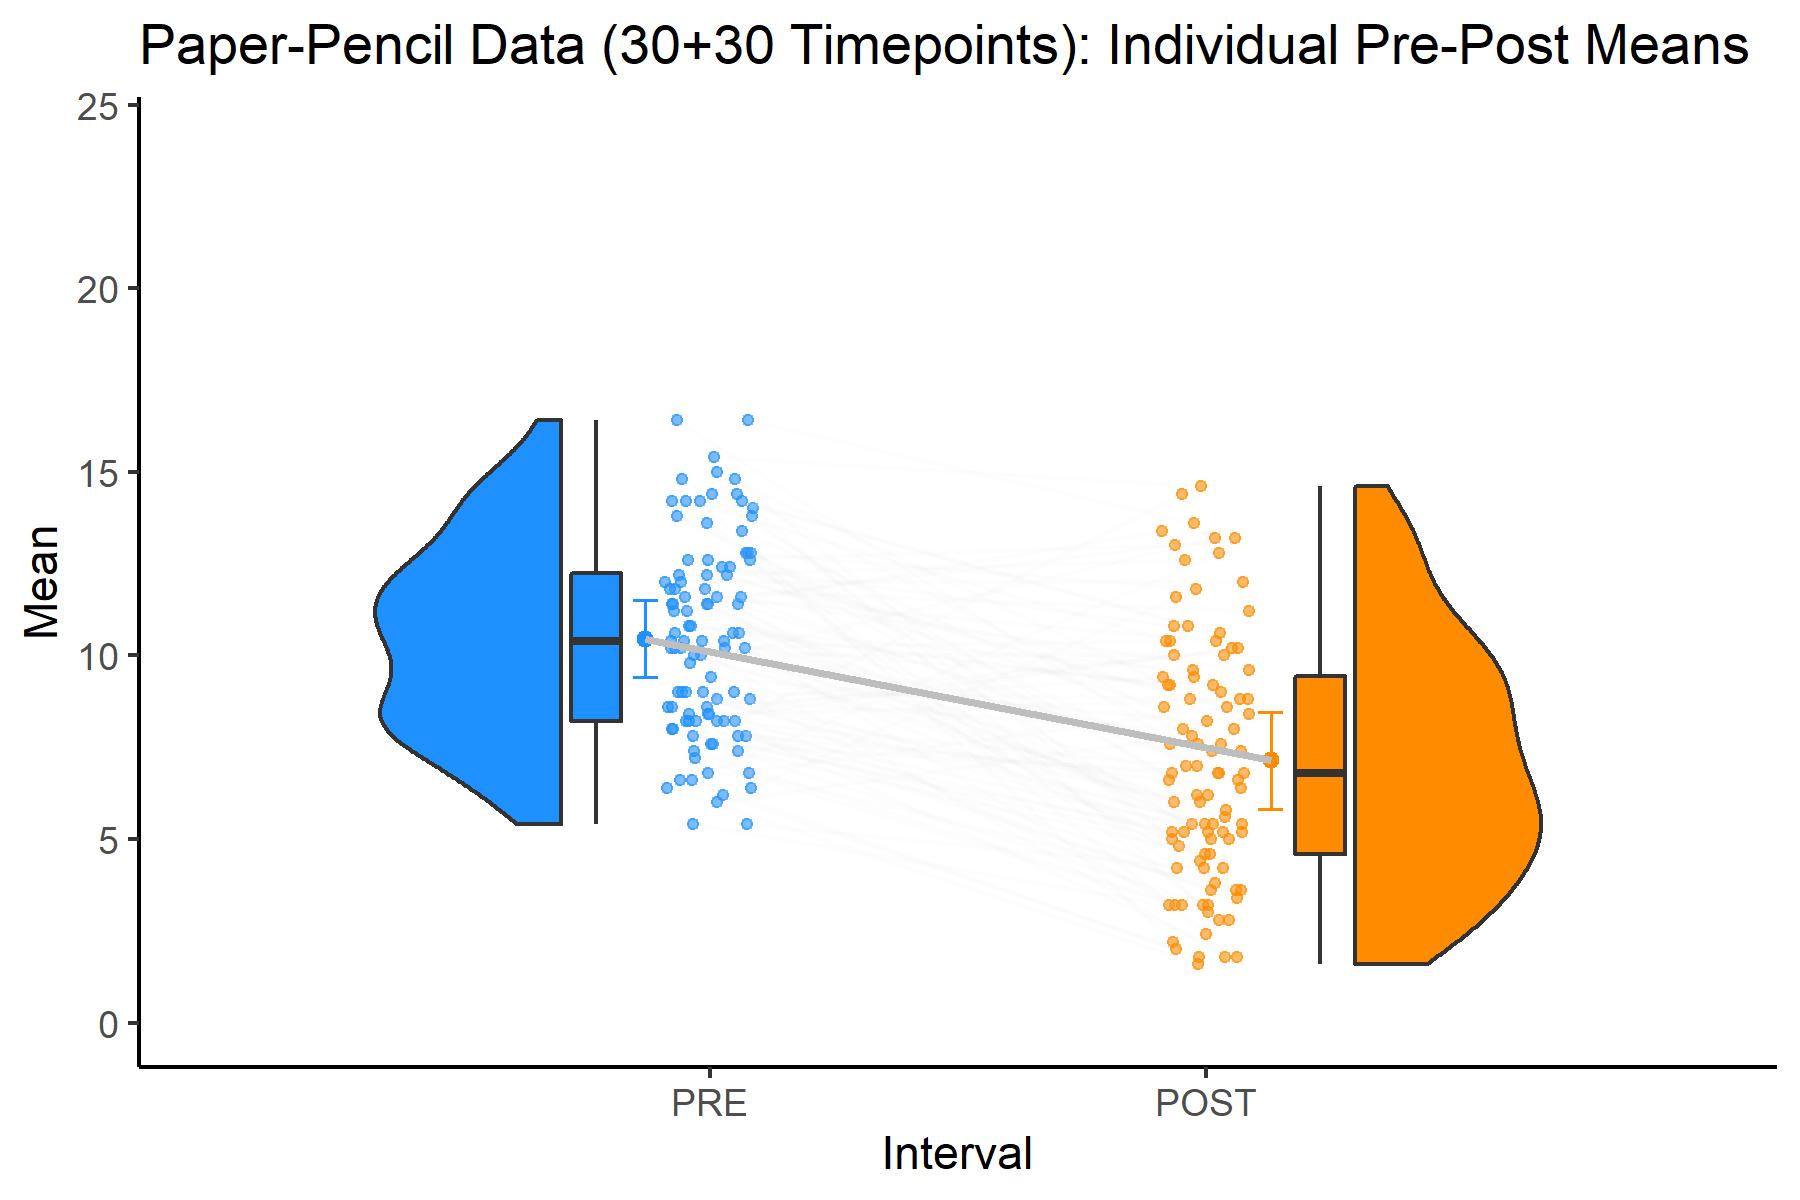 Paper-Pencil Data (30+30 Timepoints): Individual Pre-Post Means
25
20
15
10
5
0
Mean
PRE
POST
Interval